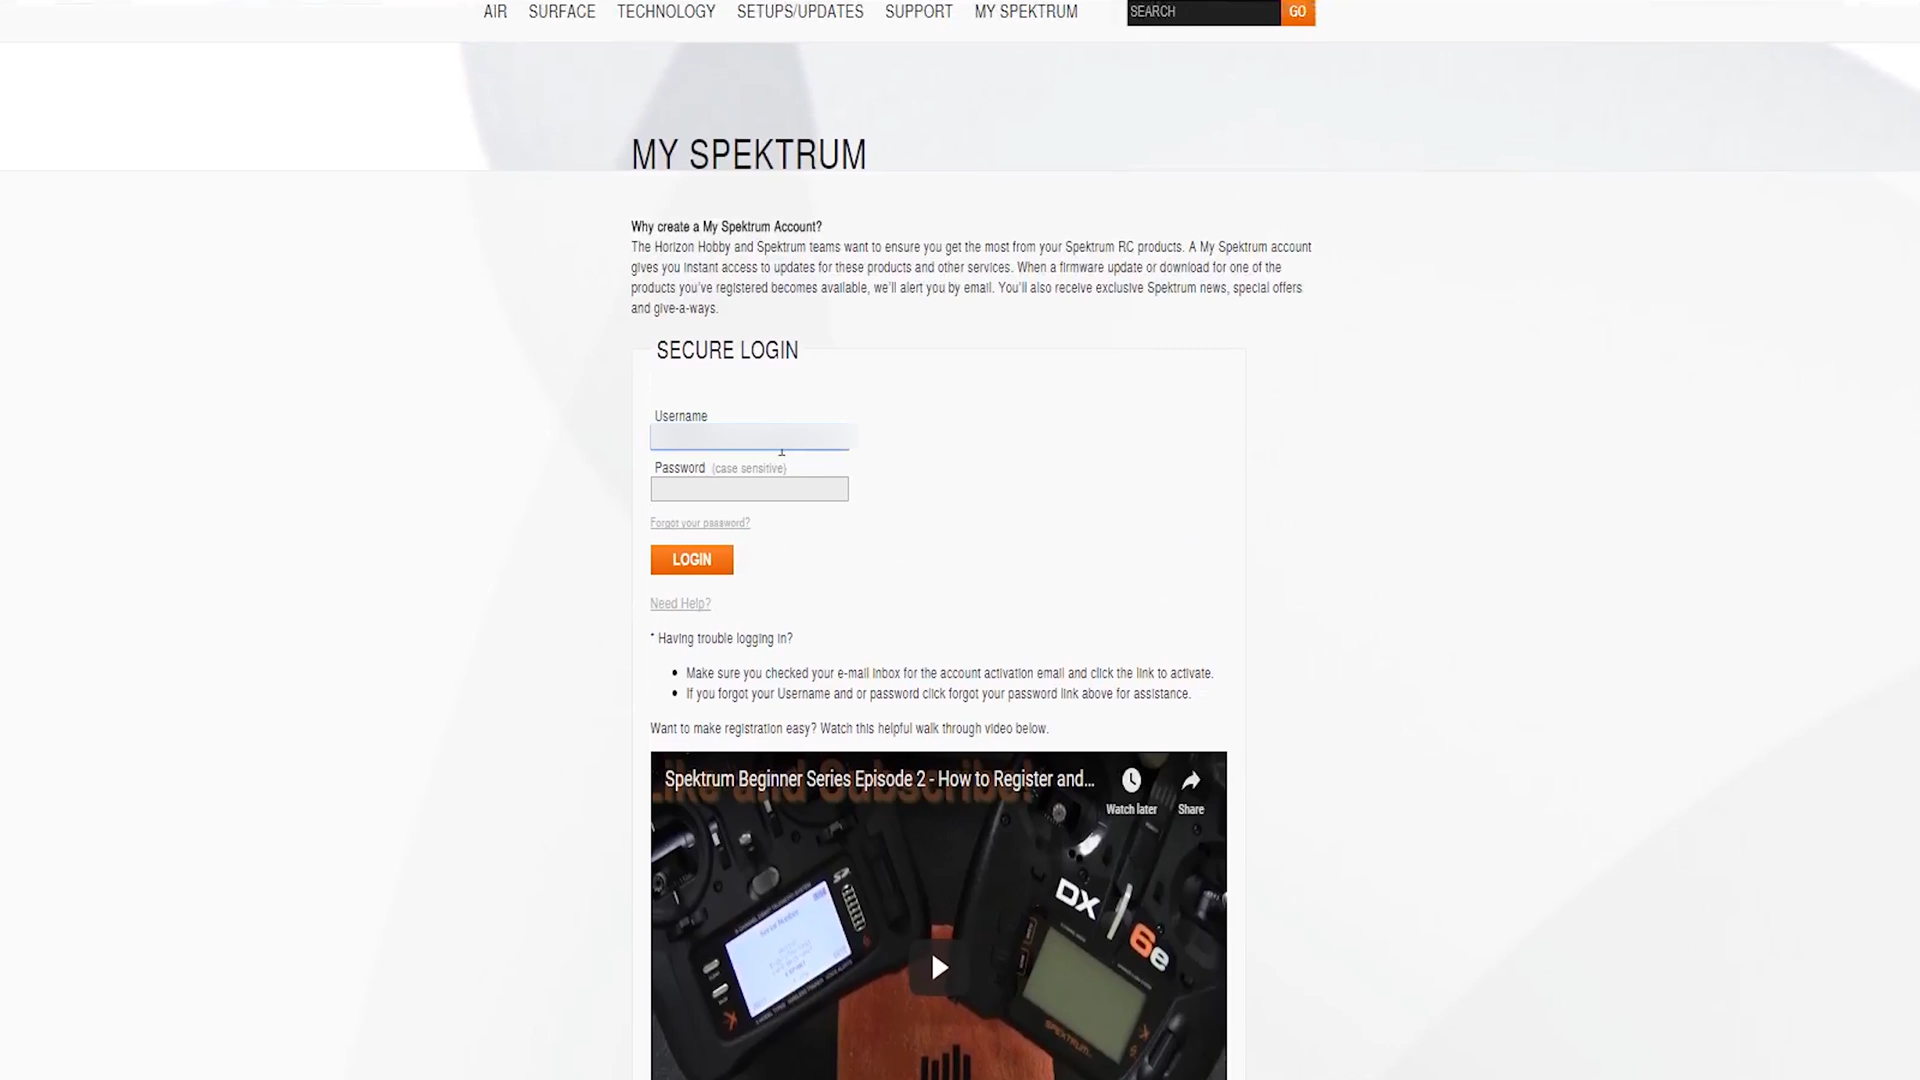 AIR SURFACE TECHNOLOGY SETUPS/UPDATES SUPPORT MY SPEKTRUM SEARCH GO
MY SPEKTRUM
Why create a My Spektrum Account?
The Horizon Hobby and Spektrum teams want to ensure you get the most from your Spektrum RC products. A My Spektrum account
gives you instant access to updates for these products and other services. When a firmware update or download for one of the
products you've registered becomes available, we'll alert you by email. You'll also receive exclusive Spektrum news, special offers
and give-a-ways.
SECURE LOGIN
Username
Password (case sensitive)
Forgot your password?
LOGIN
Need Help?
* Having trouble logging in?
• Make sure you checked your e-mail inbox for the account activation email and click the link to activate.
• If you forgot your Username and or password click forgot your password link above for assistance.
Want to make registration easy? Watch this helpful walk through video below.
Spektrum Beginner Series Episode 2 - How to Register and...
Watch later Share
Like and Subscribe!
DX
6e
SPEKTRUM